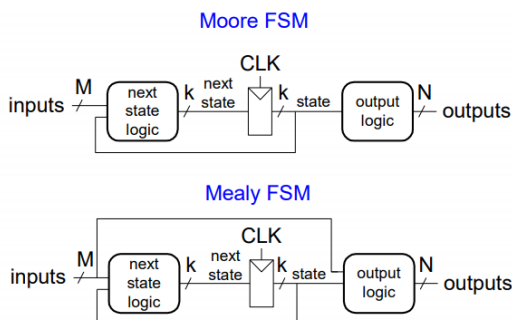 Moore FSM
CLK
inputs M next state logic k next state k state output logic N outputs
Mealy FSM
CLK
inputs M next state logic k next state k state output logic N outputs